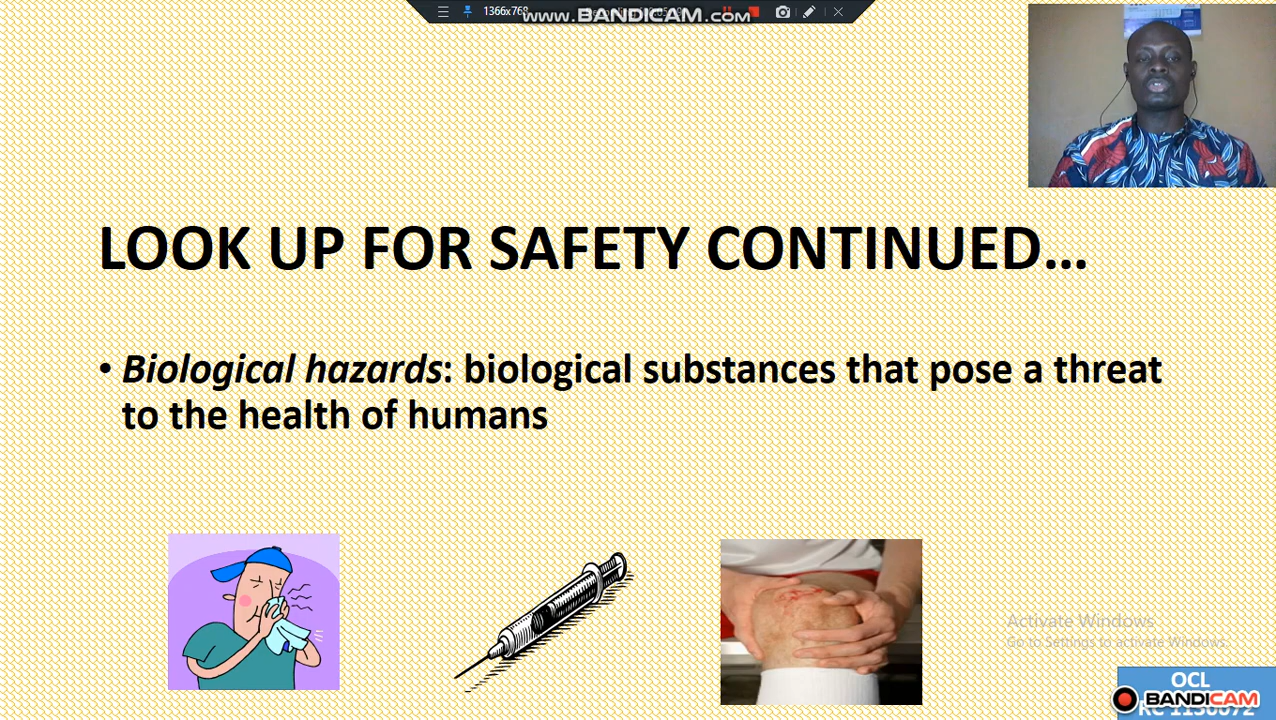 1366x768
www.BANDICAM.com
LOOK UP FOR SAFETY CONTINUED...
• Biological hazards: biological substances that pose a threat
to the health of humans
Activate Windows
Go to Settings to activate
OCL
BANDICAM